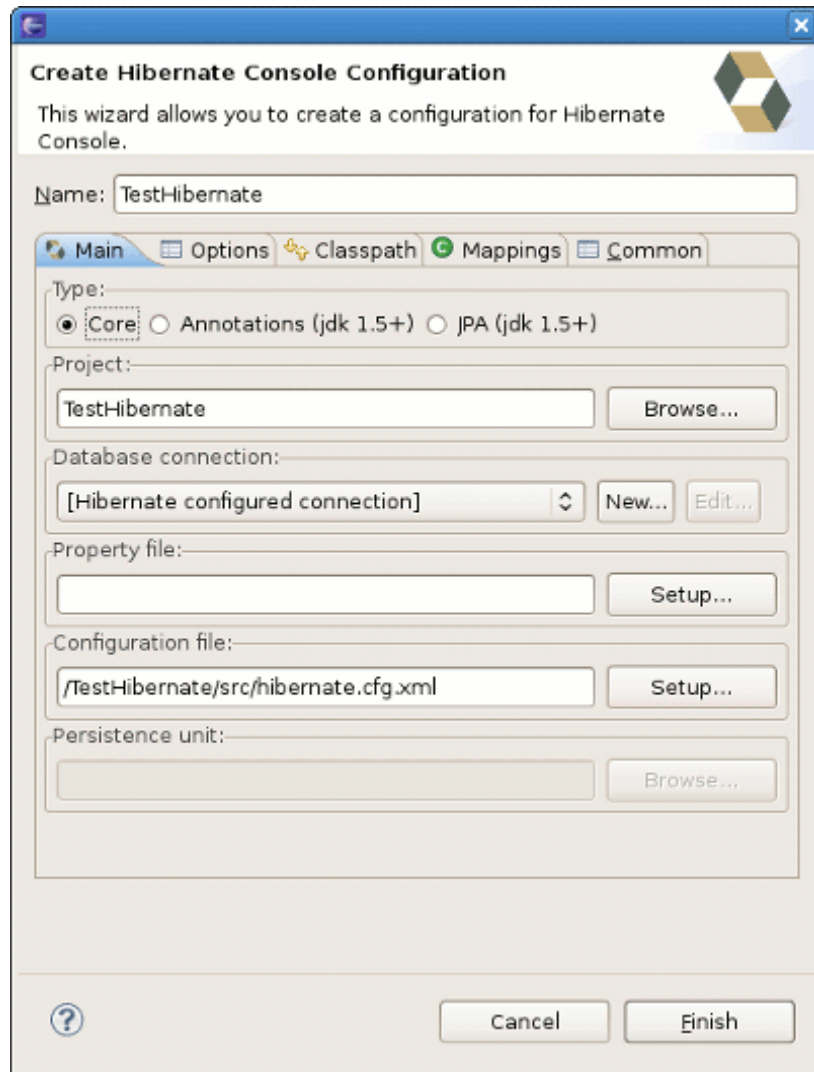 Create Hibernate Console Configuration
This wizard allows you to create a configuration for Hibernate
Console.
Name: TestHibernate
Main Options Classpath Mappings Common
Type:
Core Annotations (jdk 1.5+) JPA (jdk 1.5+)
Project:
TestHibernate Browse...
Database connection:
[Hibernate configured connection] New... Edit...
Property file:
Setup...
Configuration file:
/TestHibernate/src/hibernate.cfg.xml Setup...
Persistence unit:
Browse...
Cancel Finish